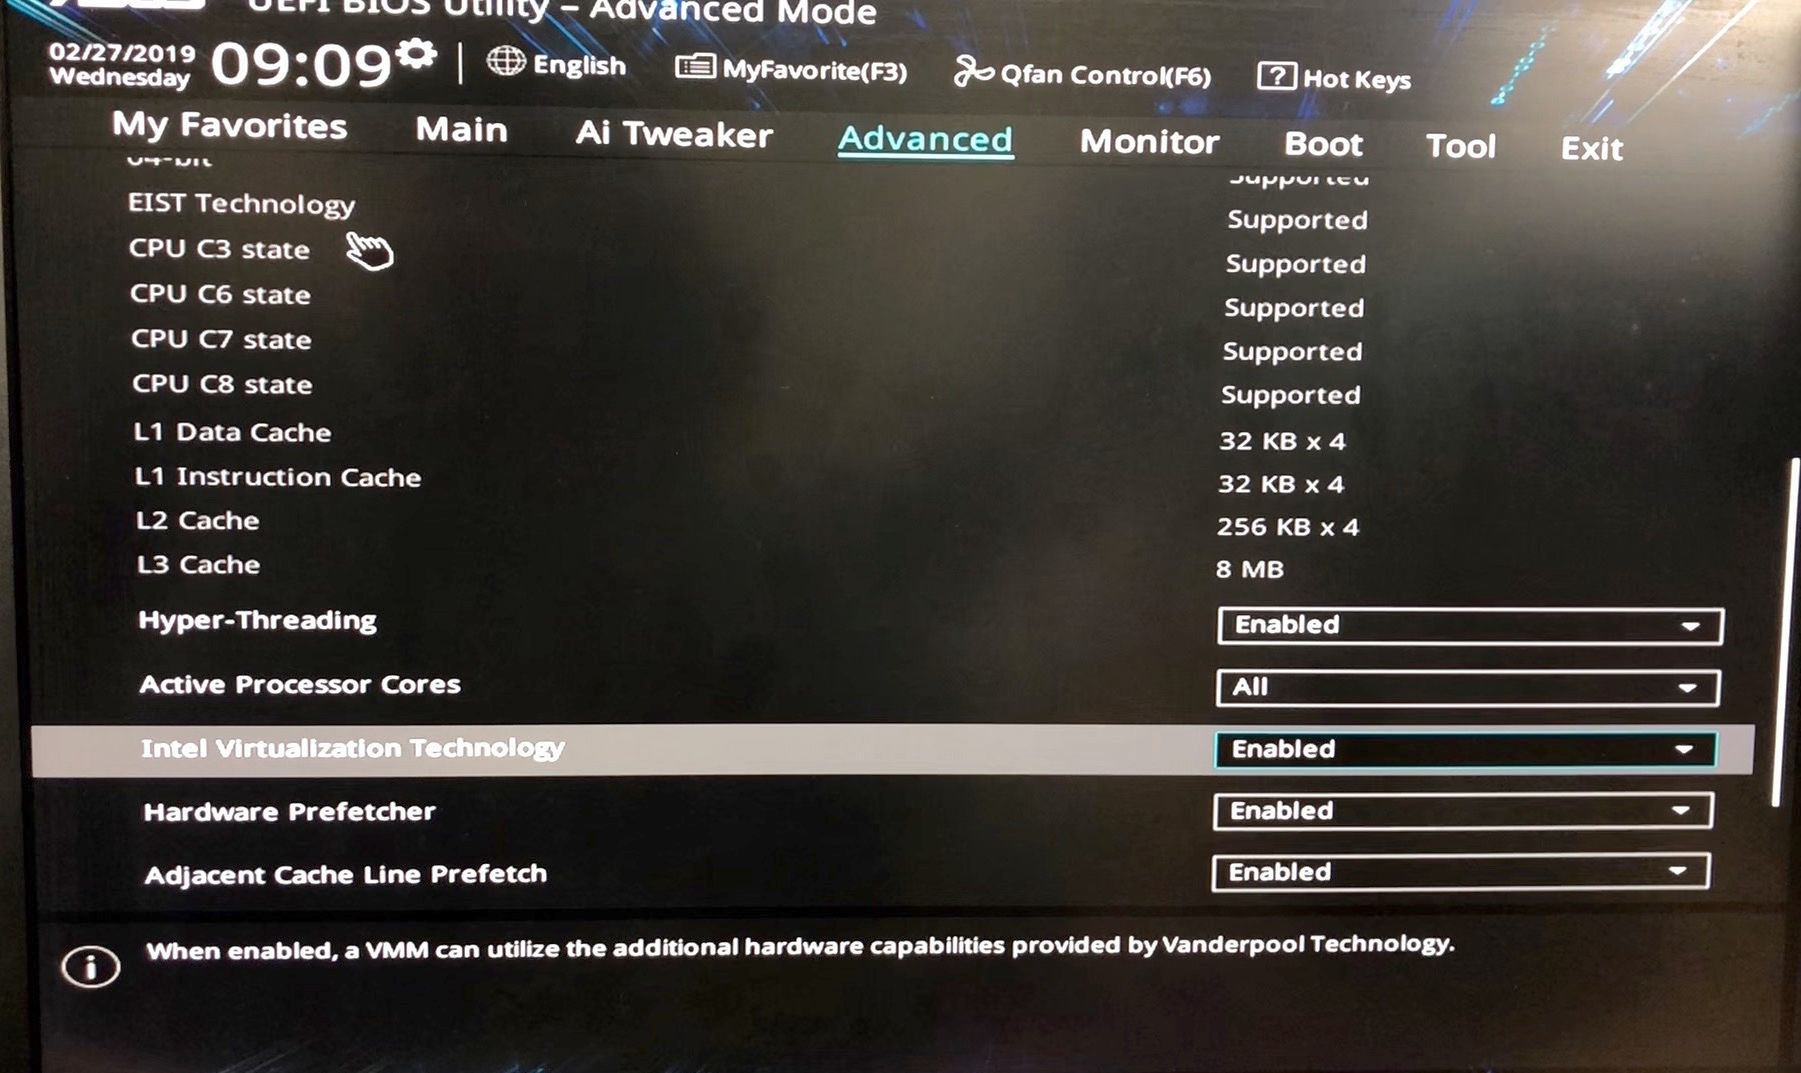 UEFI BIOS Utility – Advanced Mode
02/27/2019
Wednesday
09:09
English
MyFavorite(F3)
Qfan Control(F6)
? Hot Keys
My Favorites Main Ai Tweaker Advanced Monitor Boot Tool Exit
64-bit Supported
EIST Technology Supported
CPU C3 state Supported
CPU C6 state Supported
CPU C7 state Supported
CPU C8 state Supported
L1 Data Cache 32 KB x 4
L1 Instruction Cache 32 KB x 4
L2 Cache 256 KB x 4
L3 Cache 8 MB
Hyper-Threading Enabled
Active Processor Cores All
Intel Virtualization Technology Enabled
Hardware Prefetcher Enabled
Adjacent Cache Line Prefetch Enabled
i When enabled, a VMM can utilize the additional hardware capabilities provided by Vanderpool Technology.